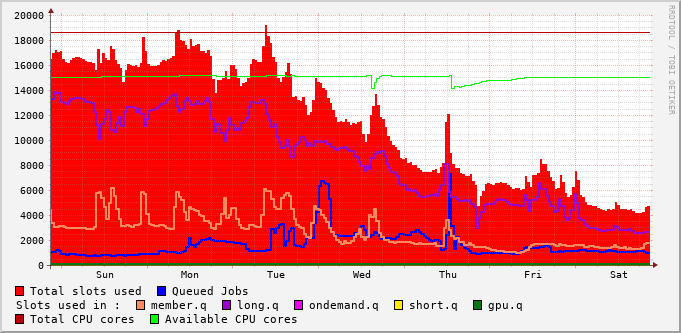 20000
18000
16000
14000
12000
10000
8000
6000
4000
2000
0
Sun Mon Tue Wed Thu Fri Sat
RRDTOOL / TOBI OETIKER
Total slots used Queued Jobs
Slots used in : member.q long.q ondemand.q short.q gpu.q
Total CPU cores Available CPU cores